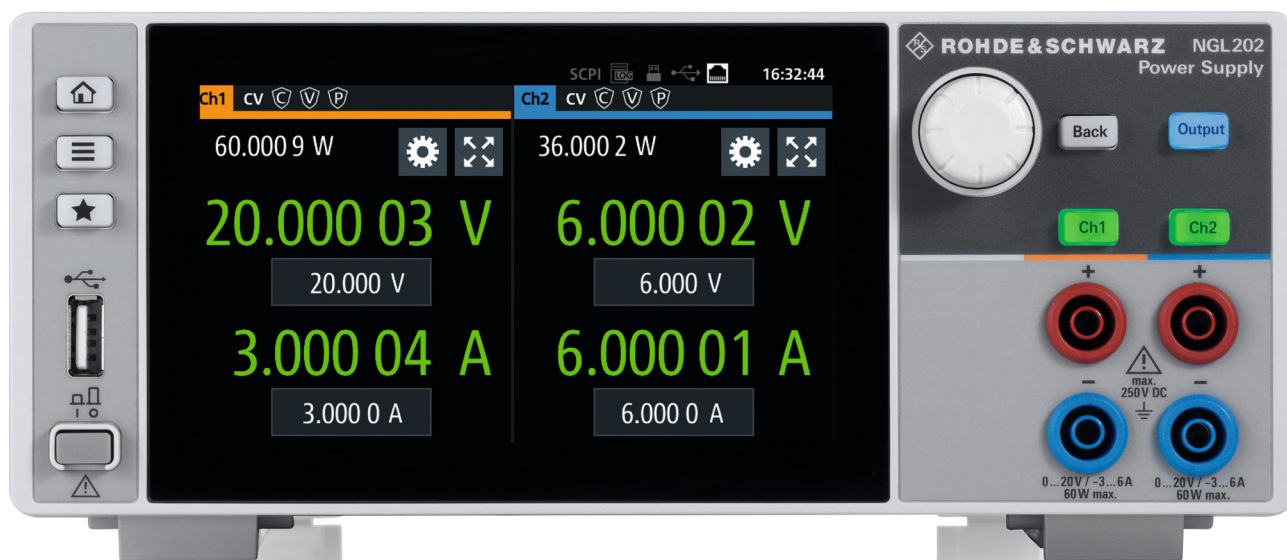 ROHDE & SCHWARZ NGL202
Power Supply
SCPI LOG 16:32:44
Ch1 CV C V P
Ch2 CV C V P
60.000 9 W
36.000 2 W
20.000 03 V
6.000 02 V
20.000 V
6.000 V
3.000 04 A
6.000 01 A
3.000 0 A
6.000 0 A
Back
Output
Ch1
Ch2
+ +
max.
250 V DC
− −
0...20V / -3...6A
60W max.
0...20V / -3...6A
60W max.
I O